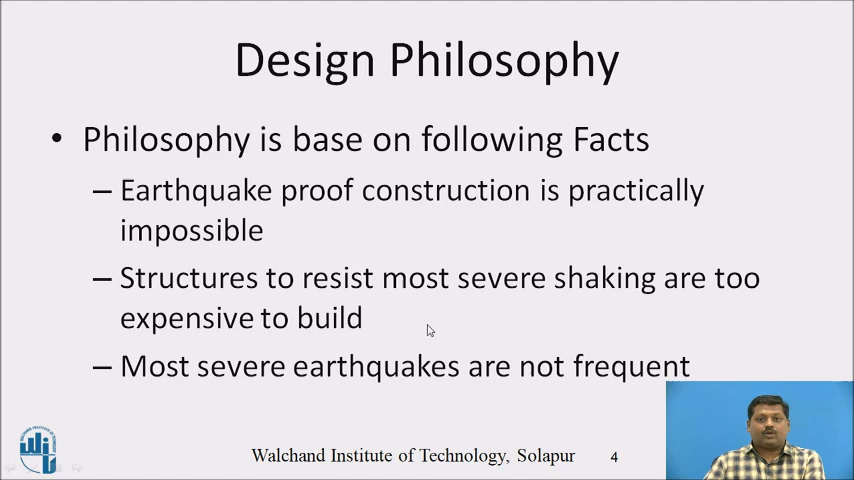 Design Philosophy
• Philosophy is base on following Facts
– Earthquake proof construction is practically
impossible
– Structures to resist most severe shaking are too
expensive to build
– Most severe earthquakes are not frequent
Walchand Institute of Technology, Solapur 4